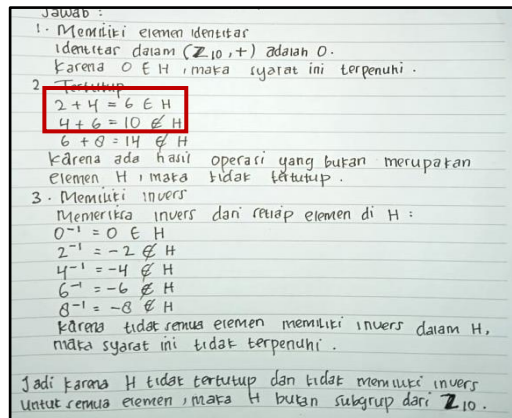 Jawab :
1. Memiliki elemen identitas
Identitas dalam (Z10, +) adalah 0.
Karena 0 ∈ H, maka syarat ini terpenuhi.
2. Tertutup
2 + 4 = 6 ∈ H
4 + 6 = 10 ∉ H
6 + 8 = 14 ∉ H
Karena ada hasil operasi yang bukan merupakan
elemen H, maka tidak tertutup.
3. Memiliki invers
Memeriksa invers dari setiap elemen di H :
0⁻¹ = 0 ∈ H
2⁻¹ = -2 ∉ H
4⁻¹ = -4 ∉ H
6⁻¹ = -6 ∉ H
8⁻¹ = -8 ∉ H
Karena tidak semua elemen memiliki invers dalam H,
maka syarat ini tidak terpenuhi.
Jadi karena H tidak tertutup dan tidak memiliki invers
untuk semua elemen, maka H bukan subgrup dari Z10.